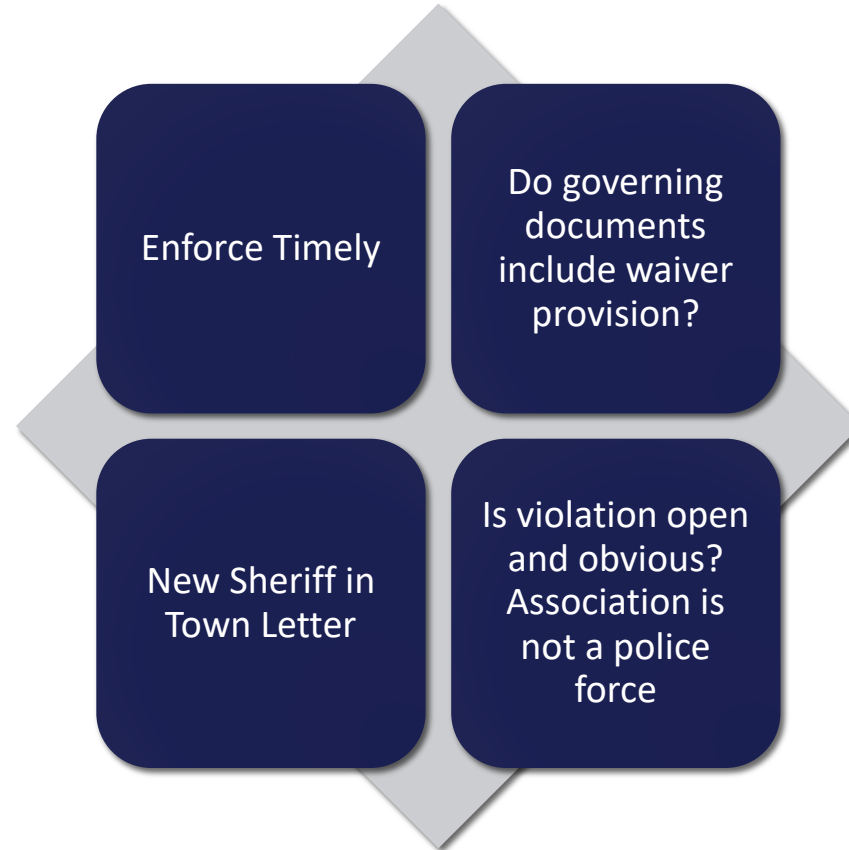 Enforce Timely
Do governing
documents
include waiver
provision?
New Sheriff in
Town Letter
Is violation open
and obvious?
Association is
not a police
force